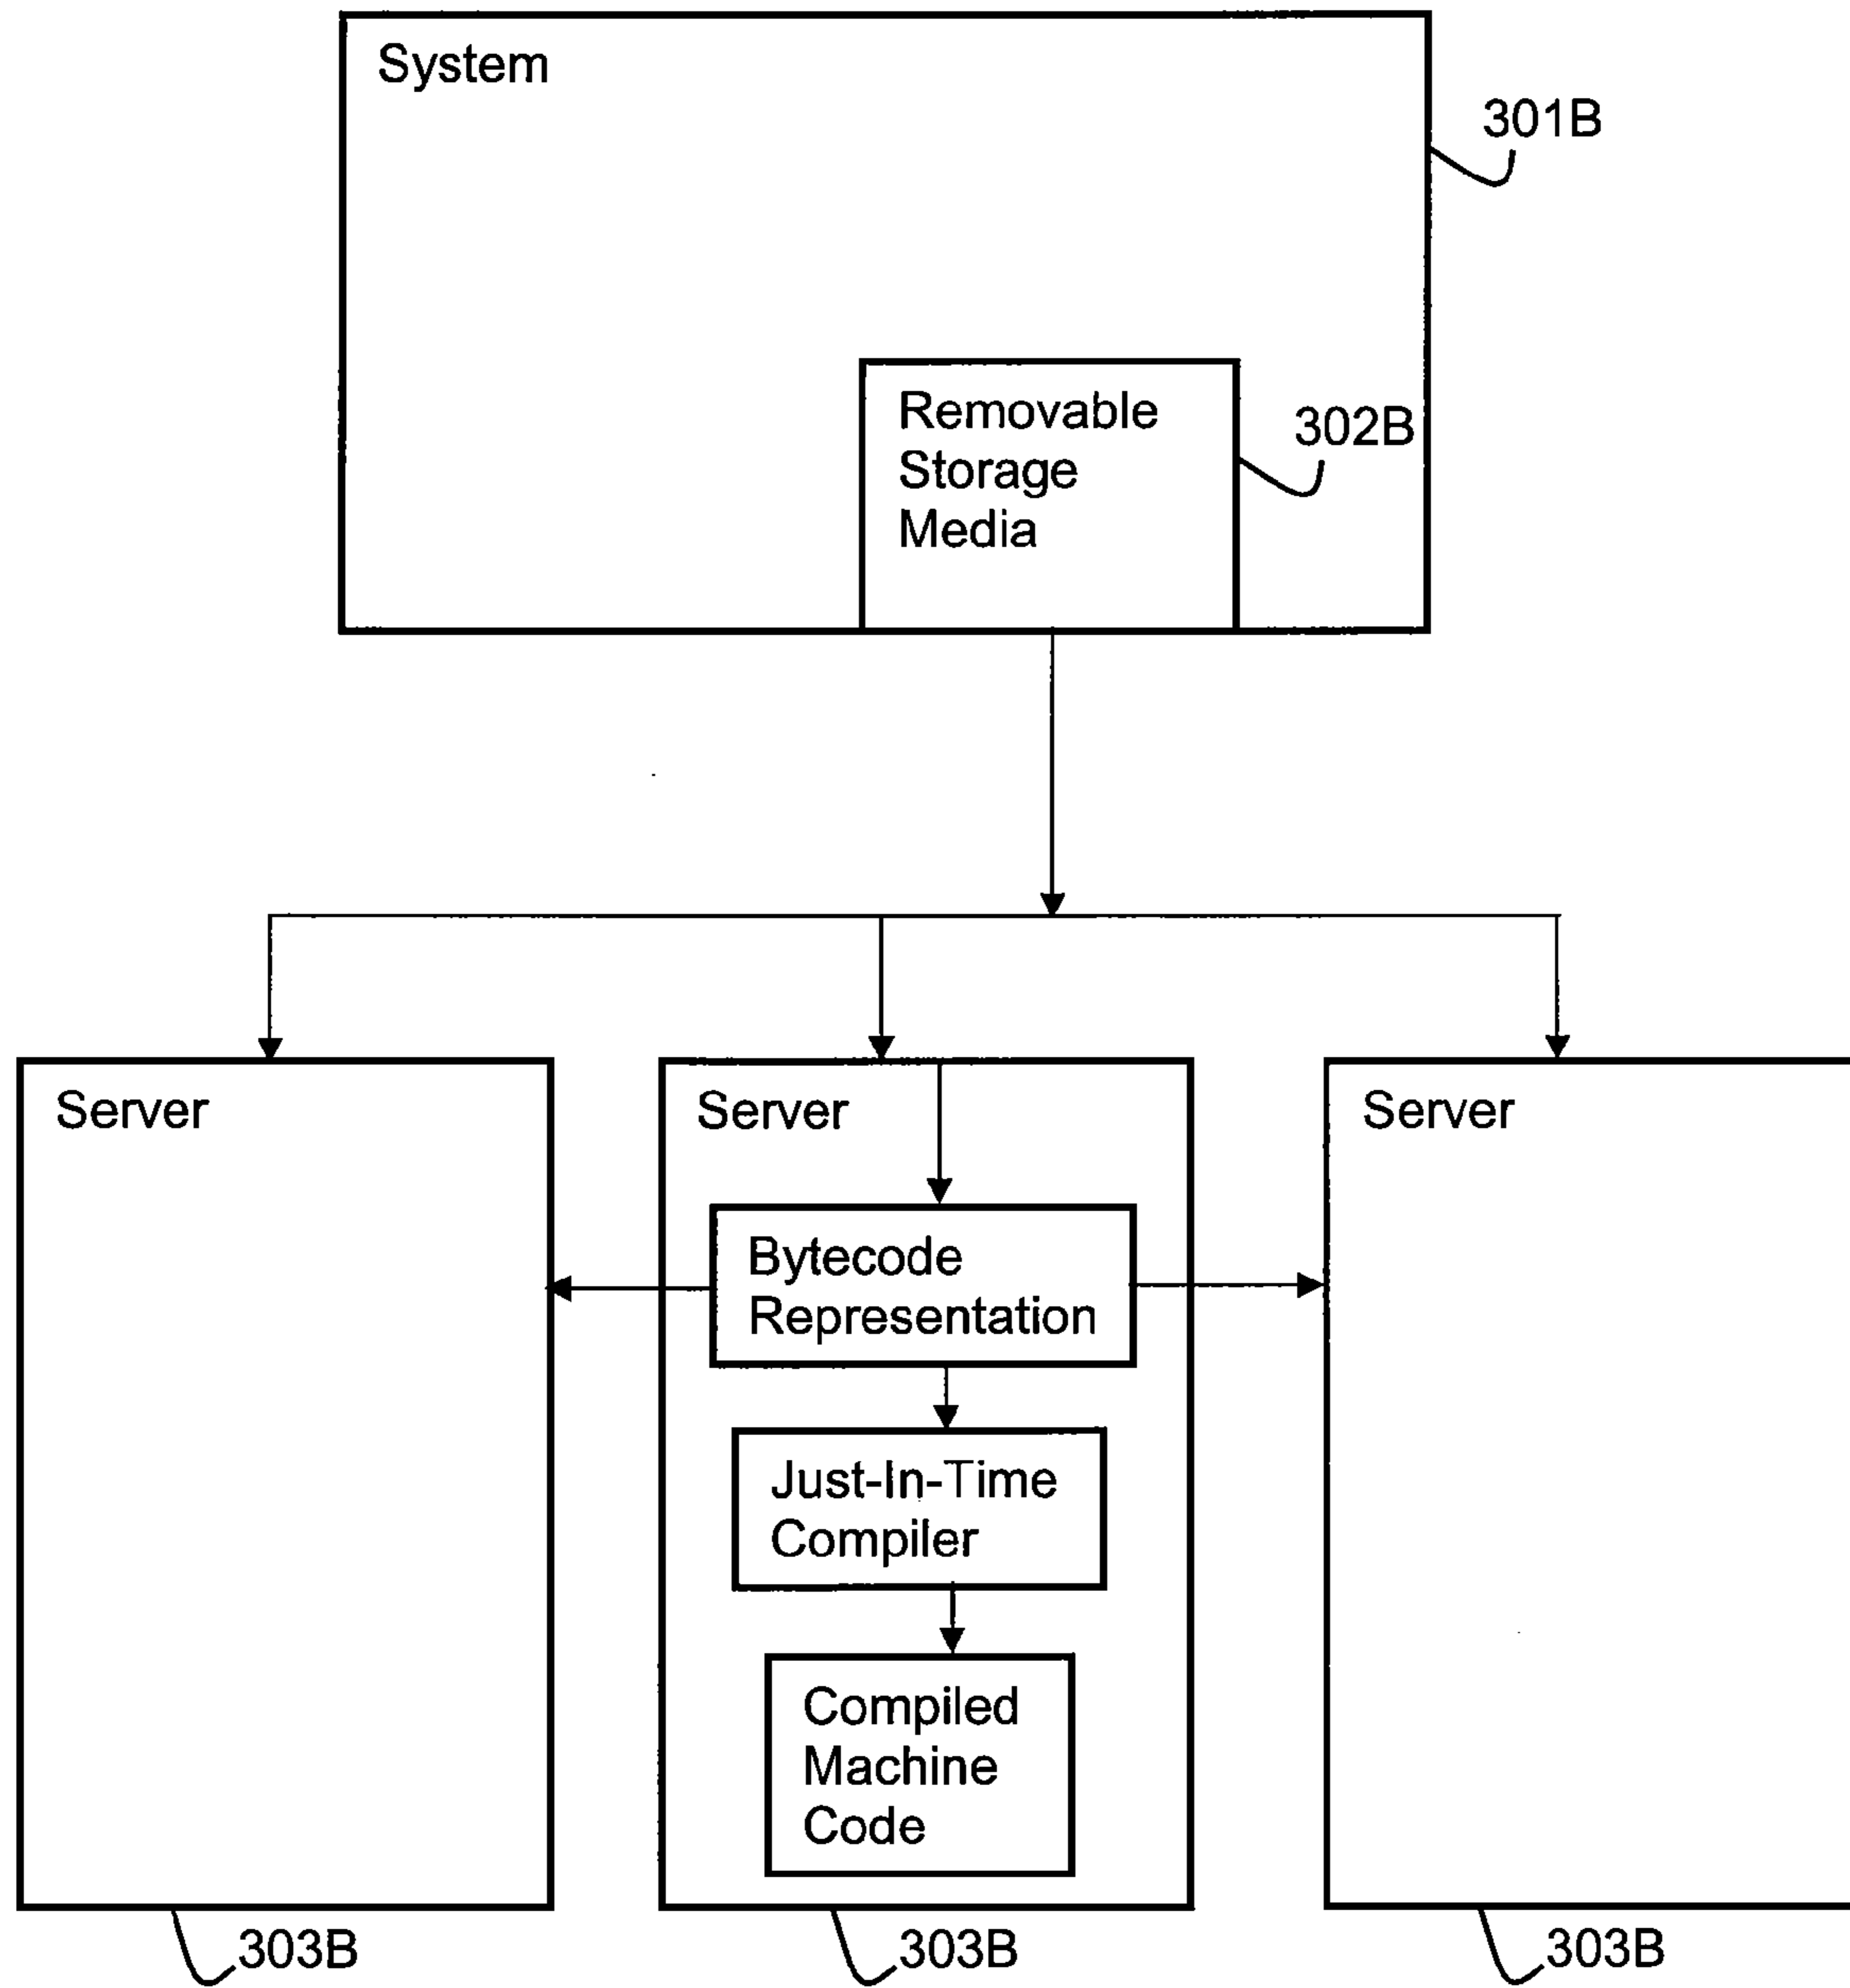 System
301B
Removable
Storage
Media
302B
Server
Server
Server
Bytecode
Representation
Just-In-Time
Compiler
Compiled
Machine
Code
303B
303B
303B